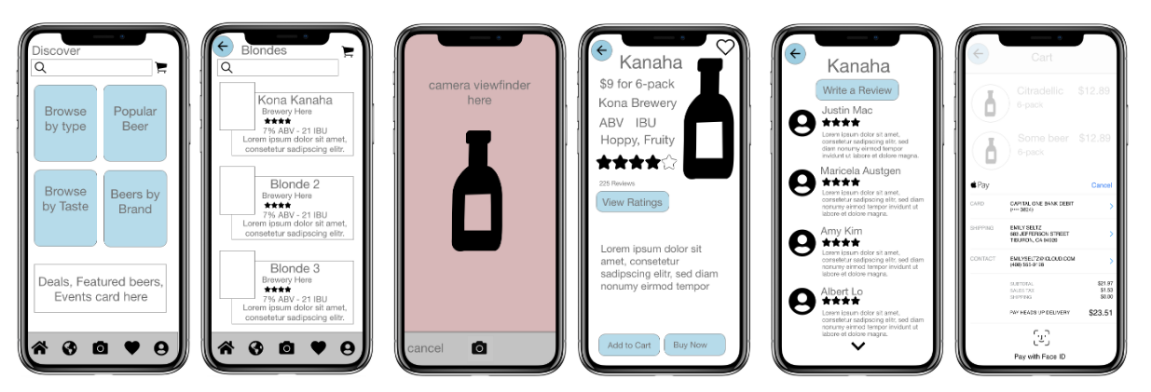 Discover
Browse
by type
Popular
Beer
Browse
by Taste
Beers by
Brand
Deals, Featured beers,
Events card here
Blondes
Kona Kanaha
Brewery Here
7% ABV - 21 IBU
Lorem ipsum dolor sit amet,
consetetur sadipscing elitr.
Blonde 2
Brewery Here
7% ABV - 21 IBU
Lorem ipsum dolor sit amet,
consetetur sadipscing elitr.
Blonde 3
Brewery Here
7% ABV - 21 IBU
Lorem ipsum dolor sit amet,
consetetur sadipscing elitr.
camera viewfinder
here
cancel
Kanaha
$9 for 6-pack
Kona Brewery
ABV IBU
Hoppy, Fruity
225 Reviews
View Ratings
Lorem ipsum dolor sit
amet, consetetur
sadipscing elitr, sed diam
nonumy eirmod tempor
Add to Cart
Buy Now
Kanaha
Write a Review
Justin Mac
Lorem ipsum dolor sit amet,
consetetur sadipscing elitr, sed diam
nonumy eirmod tempor invidunt ut
labore et dolore magna.
Maricela Austgen
Lorem ipsum dolor sit amet,
consetetur sadipscing elitr, sed diam
nonumy eirmod tempor invidunt ut
labore et dolore magna.
Amy Kim
Lorem ipsum dolor sit amet,
consetetur sadipscing elitr, sed diam
nonumy eirmod tempor invidunt ut
labore et dolore magna.
Albert Lo
Lorem ipsum dolor sit amet,
consetetur sadipscing elitr, sed diam
nonumy eirmod tempor invidunt ut
labore et dolore magna.
Cart
Citradellic $12.89
6-pack
Some beer $12.89
6-pack
Pay Cancel
CARD CAPITAL ONE BANK DEBIT
SHIPPING EMILY SELTZ
JEFFERSON STREET
TIBURON, CA
CONTACT
SUBTOTAL $21.97
SALES TAX $1.53
SHIPPING $0.00
PAY HEADS UP DELIVERY $23.51
Pay with Face ID